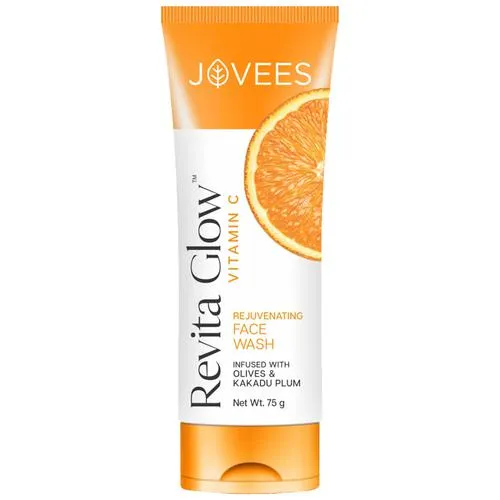 JOVEES
Revita Glow™
VITAMIN C
REJUVENATING
FACE
WASH
INFUSED WITH
OLIVES &
KAKADU PLUM
Net Wt. 75 g